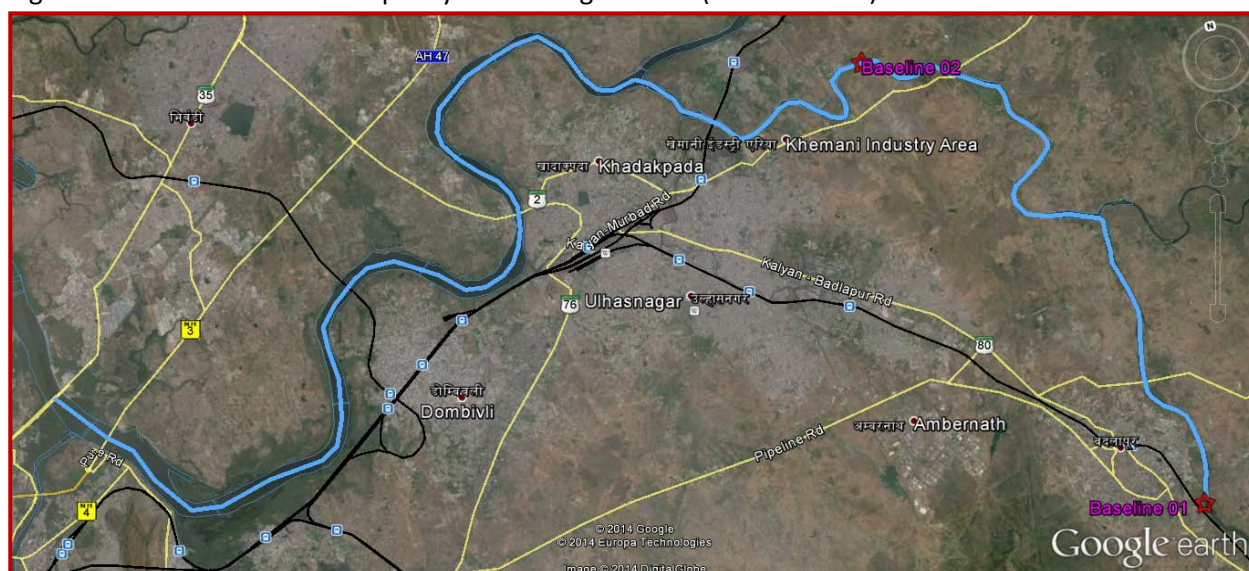 N
AH 47
Baseline 02
35
भिवंडी
खेमानी इंडस्ट्री एरिया Khemani Industry Area
Khadakpada
2
Kalyan-Murbad Rd
Kalyan - Badlapur Rd
Ulhasnagar उल्हासनगर
76
NH 3
80
डोम्बिवली
Dombivli
अम्बरनाथ Ambernath
बदलापुर
Pipeline Rd
NH 4
Baseline 01
© 2014 Google
© 2014 Europa Technologies
Image © 2014 DigitalGlobe
Google earth